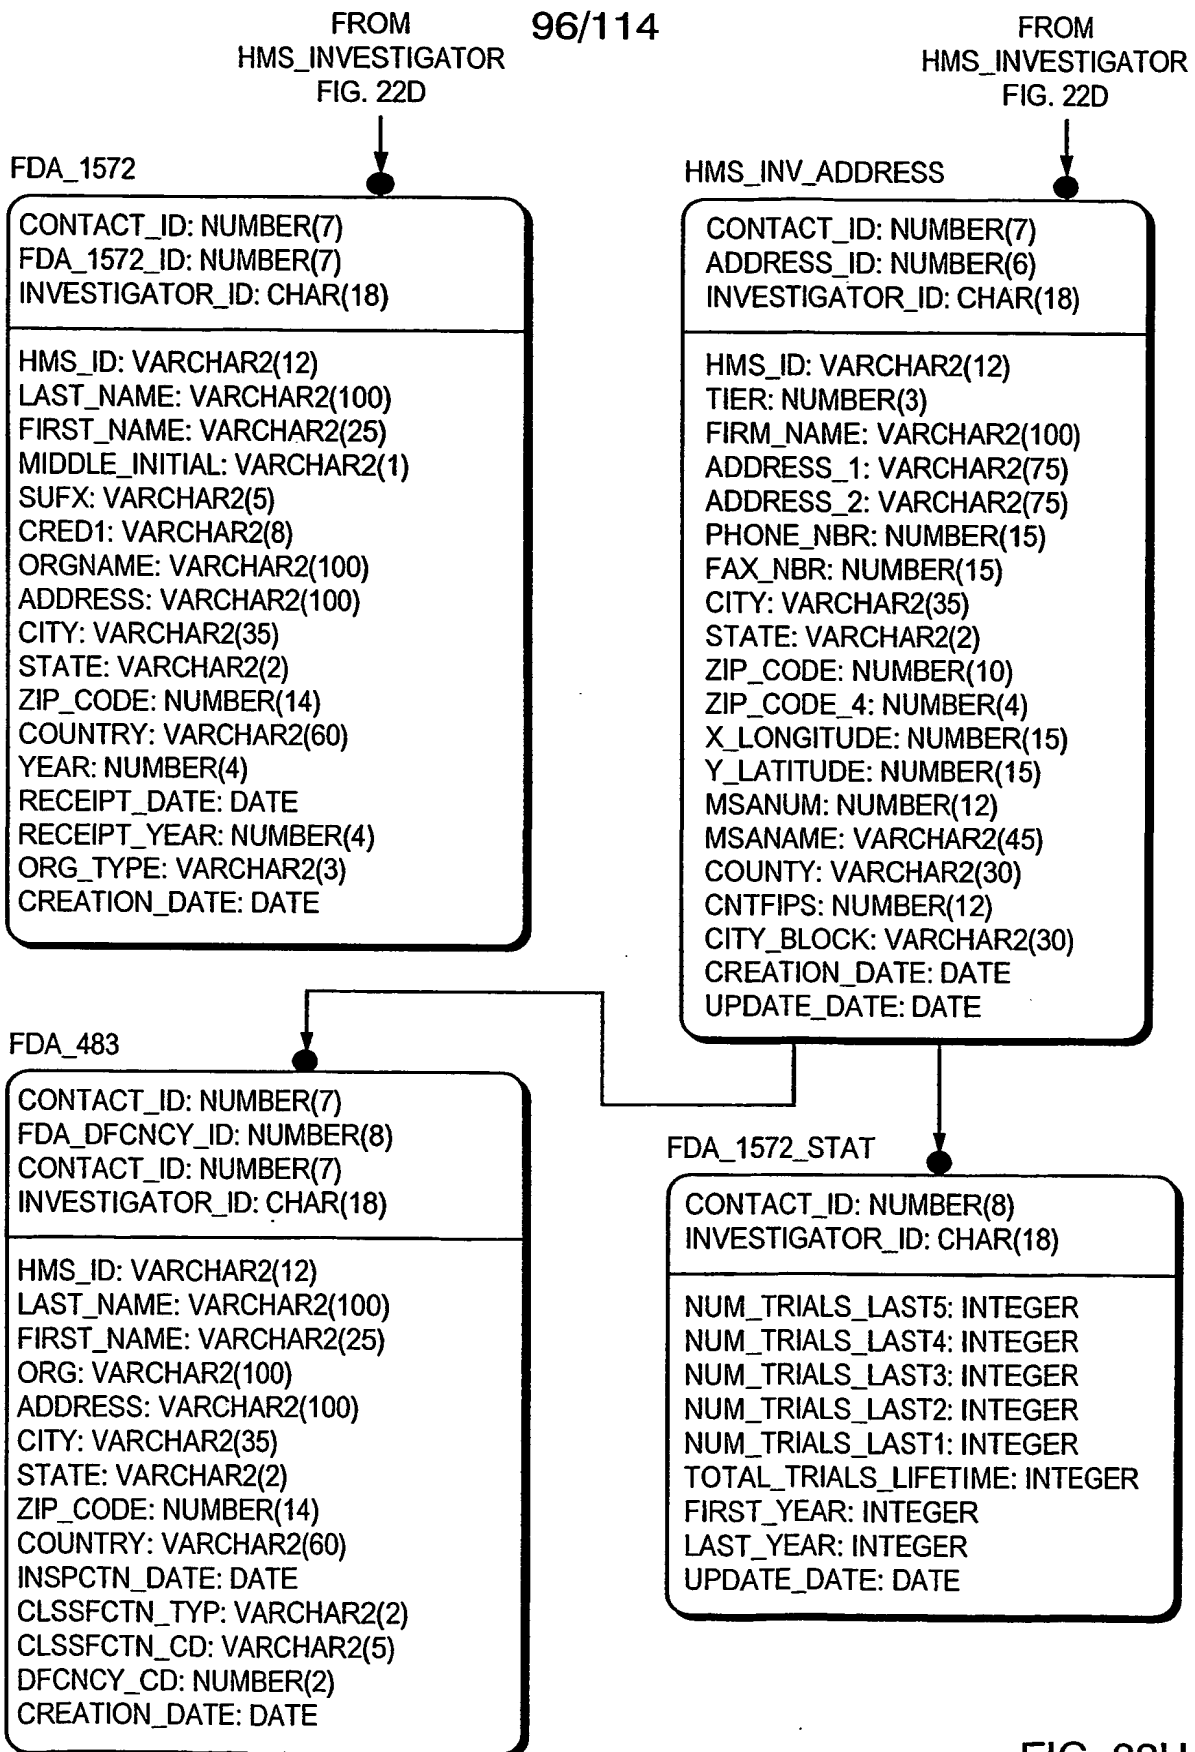 96/114
FROM
HMS_INVESTIGATOR
FIG. 22D
FDA_1572
CONTACT_ID: NUMBER(7)
FDA_1572_ID: NUMBER(7)
INVESTIGATOR_ID: CHAR(18)
HMS_ID: VARCHAR2(12)
LAST_NAME: VARCHAR2(100)
FIRST_NAME: VARCHAR2(25)
MIDDLE_INITIAL: VARCHAR2(1)
SUFX: VARCHAR2(5)
CRED1: VARCHAR2(8)
ORGNAME: VARCHAR2(100)
ADDRESS: VARCHAR2(100)
CITY: VARCHAR2(35)
STATE: VARCHAR2(2)
ZIP_CODE: NUMBER(14)
COUNTRY: VARCHAR2(60)
YEAR: NUMBER(4)
RECEIPT_DATE: DATE
RECEIPT_YEAR: NUMBER(4)
ORG_TYPE: VARCHAR2(3)
CREATION_DATE: DATE
FROM
HMS_INVESTIGATOR
FIG. 22D
HMS_INV_ADDRESS
CONTACT_ID: NUMBER(7)
ADDRESS_ID: NUMBER(6)
INVESTIGATOR_ID: CHAR(18)
HMS_ID: VARCHAR2(12)
TIER: NUMBER(3)
FIRM_NAME: VARCHAR2(100)
ADDRESS_1: VARCHAR2(75)
ADDRESS_2: VARCHAR2(75)
PHONE_NBR: NUMBER(15)
FAX_NBR: NUMBER(15)
CITY: VARCHAR2(35)
STATE: VARCHAR2(2)
ZIP_CODE: NUMBER(10)
ZIP_CODE_4: NUMBER(4)
X_LONGITUDE: NUMBER(15)
Y_LATITUDE: NUMBER(15)
MSANUM: NUMBER(12)
MSANAME: VARCHAR2(45)
COUNTY: VARCHAR2(30)
CNTFIPS: NUMBER(12)
CITY_BLOCK: VARCHAR2(30)
CREATION_DATE: DATE
UPDATE_DATE: DATE
FDA_483
CONTACT_ID: NUMBER(7)
FDA_DFCNCY_ID: NUMBER(8)
CONTACT_ID: NUMBER(7)
INVESTIGATOR_ID: CHAR(18)
HMS_ID: VARCHAR2(12)
LAST_NAME: VARCHAR2(100)
FIRST_NAME: VARCHAR2(25)
ORG: VARCHAR2(100)
ADDRESS: VARCHAR2(100)
CITY: VARCHAR2(35)
STATE: VARCHAR2(2)
ZIP_CODE: NUMBER(14)
COUNTRY: VARCHAR2(60)
INSPCTN_DATE: DATE
CLSSFCTN_TYP: VARCHAR2(2)
CLSSFCTN_CD: VARCHAR2(5)
DFCNCY_CD: NUMBER(2)
CREATION_DATE: DATE
FDA_1572_STAT
CONTACT_ID: NUMBER(8)
INVESTIGATOR_ID: CHAR(18)
NUM_TRIALS_LAST5: INTEGER
NUM_TRIALS_LAST4: INTEGER
NUM_TRIALS_LAST3: INTEGER
NUM_TRIALS_LAST2: INTEGER
NUM_TRIALS_LAST1: INTEGER
TOTAL_TRIALS_LIFETIME: INTEGER
FIRST_YEAR: INTEGER
LAST_YEAR: INTEGER
UPDATE_DATE: DATE
FIG.